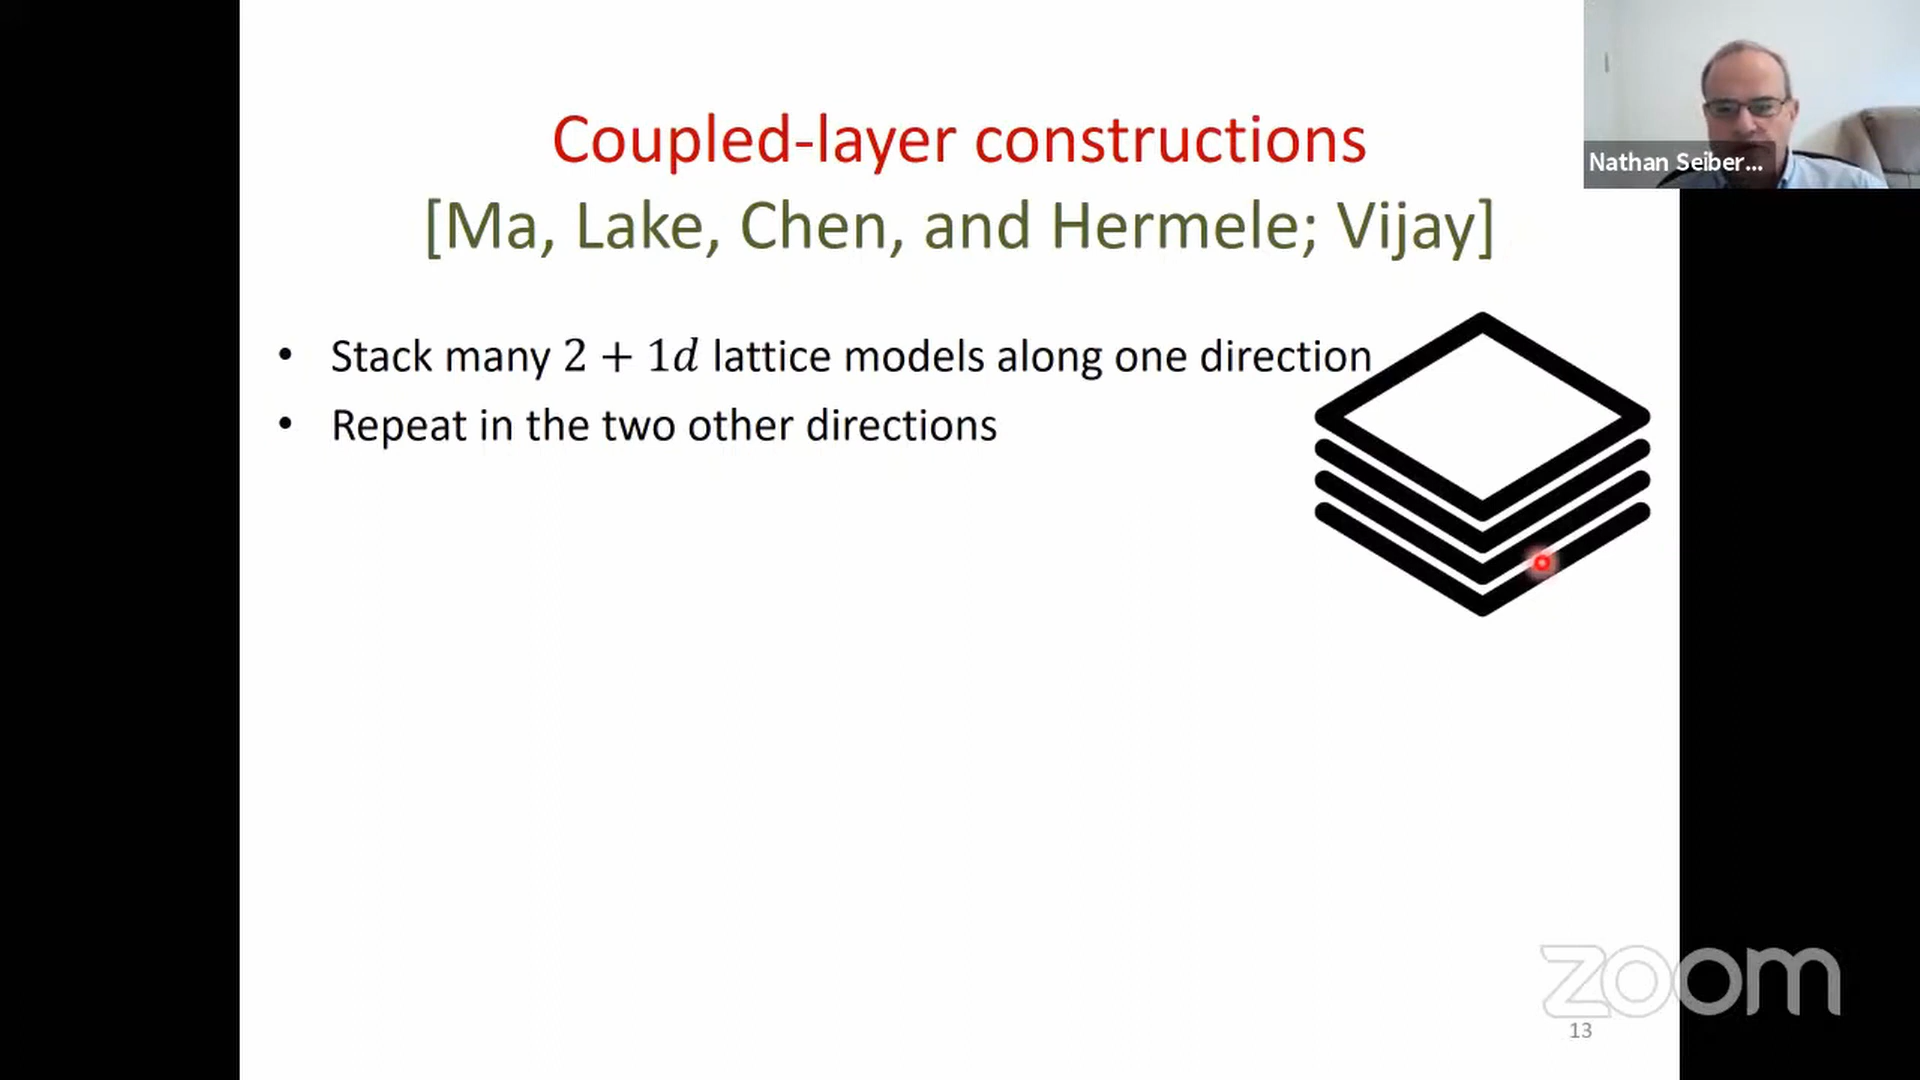 Coupled-layer constructions
[Ma, Lake, Chen, and Hermele; Vijay]
Nathan Seiber...
• Stack many 2 + 1d lattice models along one direction
• Repeat in the two other directions
zoom
13